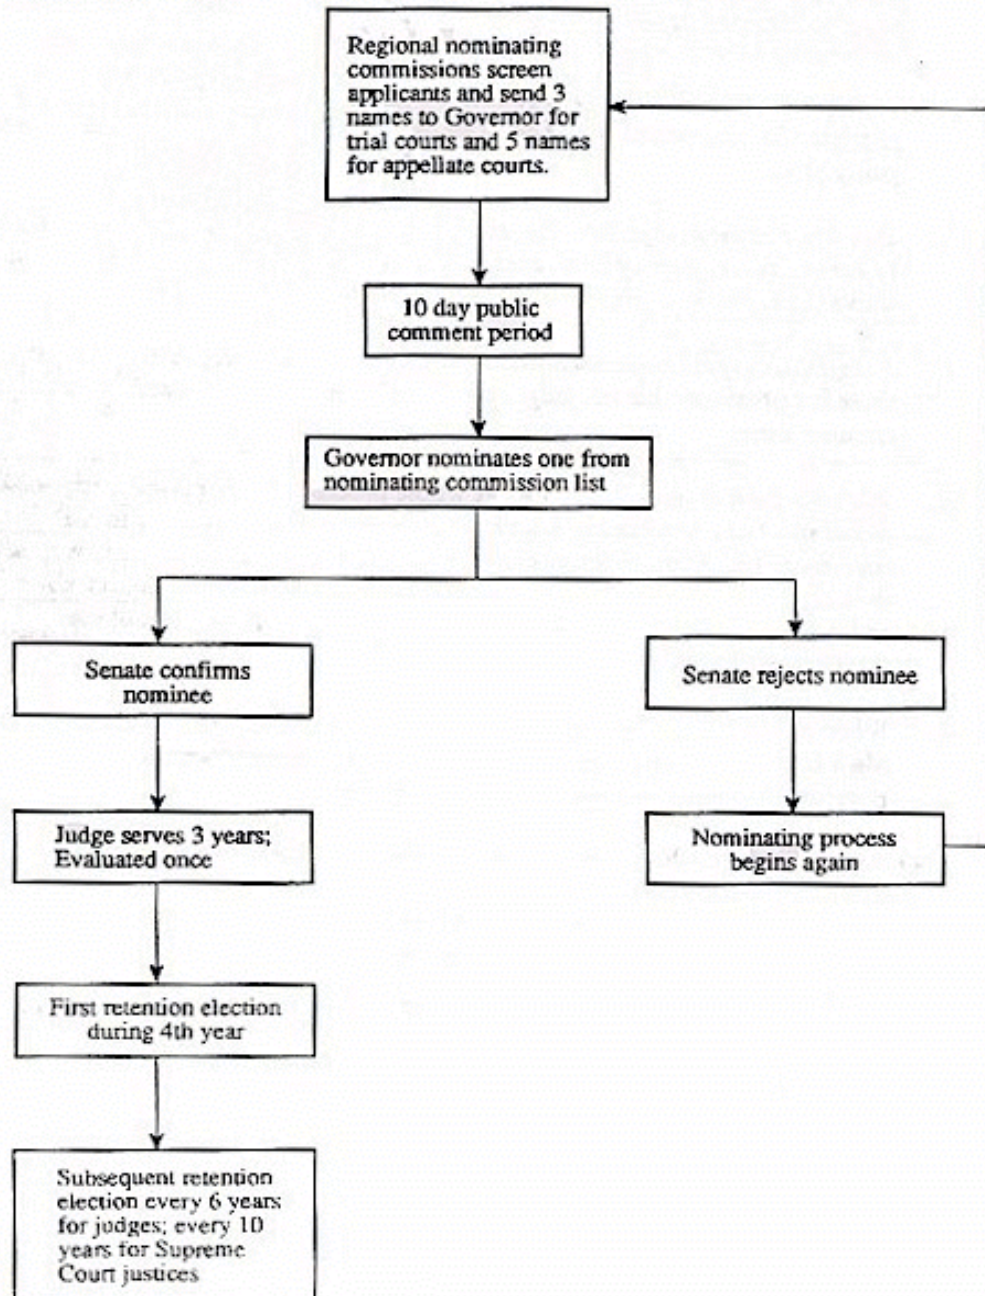 Regional nominating
commissions screen
applicants and send 3
names to Governor for
trial courts and 5 names
for appellate courts.
10 day public
comment period
Governor nominates one from
nominating commission list
Senate confirms
nominee
Senate rejects nominee
Judge serves 3 years;
Evaluated once
Nominating process
begins again
First retention election
during 4th year
Subsequent retention
election every 6 years
for judges; every 10
years for Supreme
Court justices